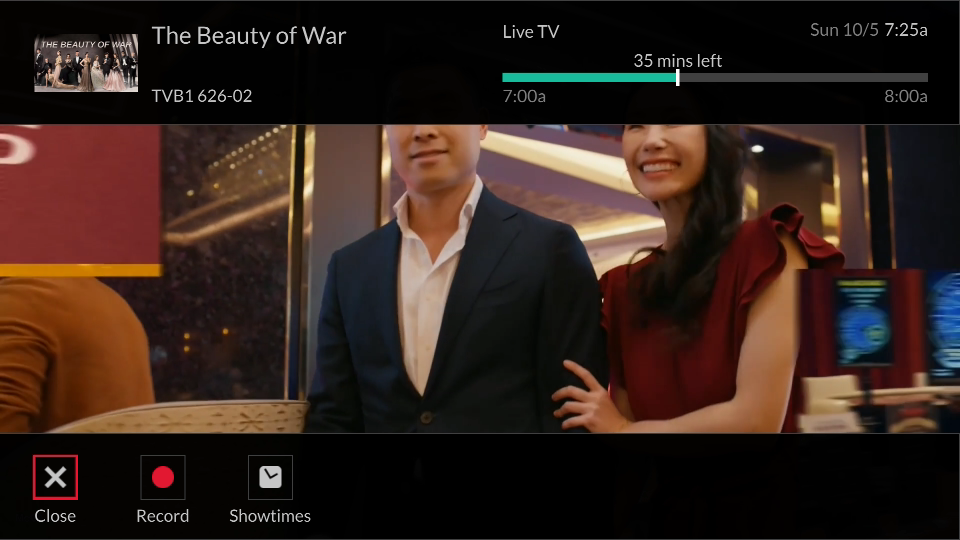 THE BEAUTY OF WAR
The Beauty of War
TVB1 626-02
Live TV
Sun 10/5 7:25a
35 mins left
7:00a
8:00a
Close
Record
Showtimes